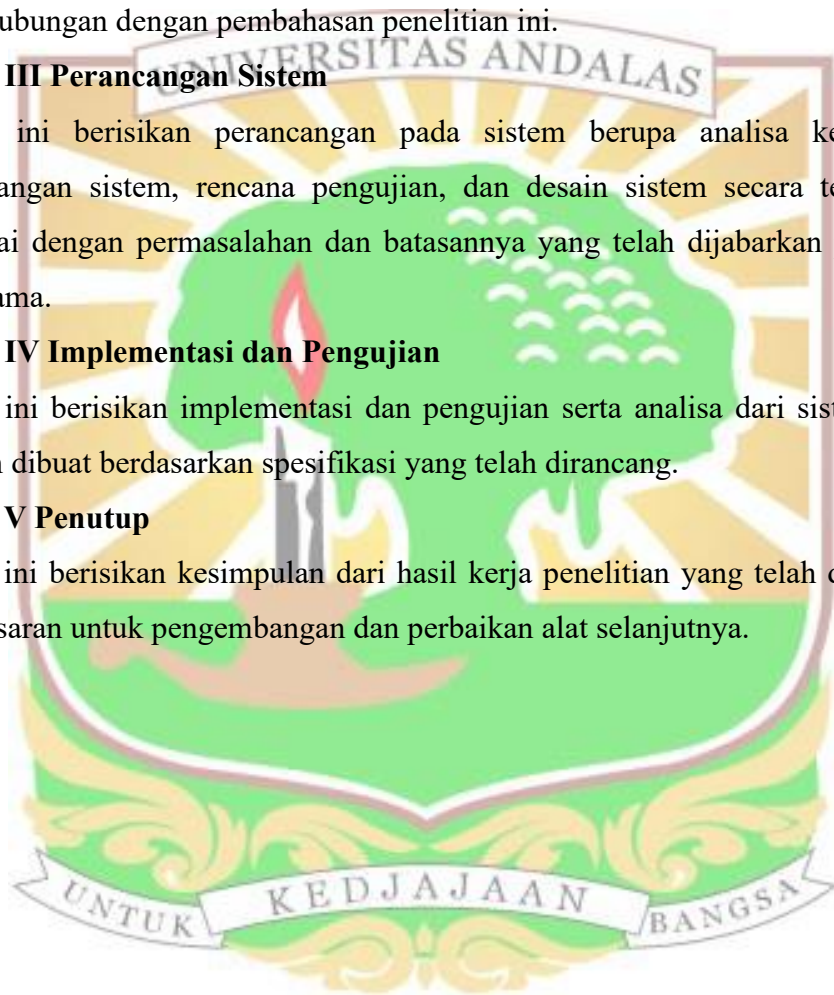 ubungan dengan pembahasan penelitian ini.
UNIVERSITAS ANDALAS
III Perancangan Sistem
ini berisikan perancangan pada sistem berupa analisa ke
angan sistem, rencana pengujian, dan desain sistem secara te
ai dengan permasalahan dan batasannya yang telah dijabarkan
ama.
IV Implementasi dan Pengujian
ini berisikan implementasi dan pengujian serta analisa dari sist
n dibuat berdasarkan spesifikasi yang telah dirancang.
V Penutup
ini berisikan kesimpulan dari hasil kerja penelitian yang telah d
saran untuk pengembangan dan perbaikan alat selanjutnya.
UNTUK KEDJAJAAN BANGSA